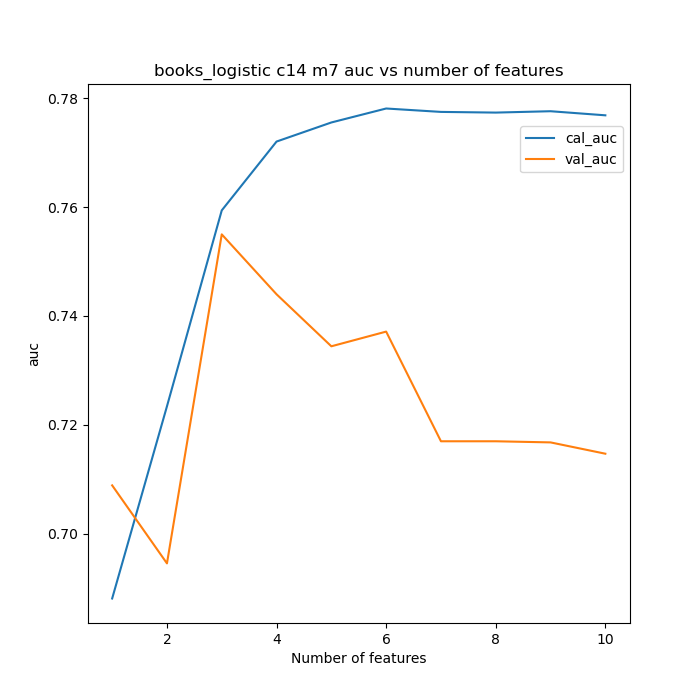 books_logistic c14 m7 auc vs number of features
0.78
0.76
0.74
0.72
0.70
auc
cal_auc
val_auc
2 4 6 8 10
Number of features